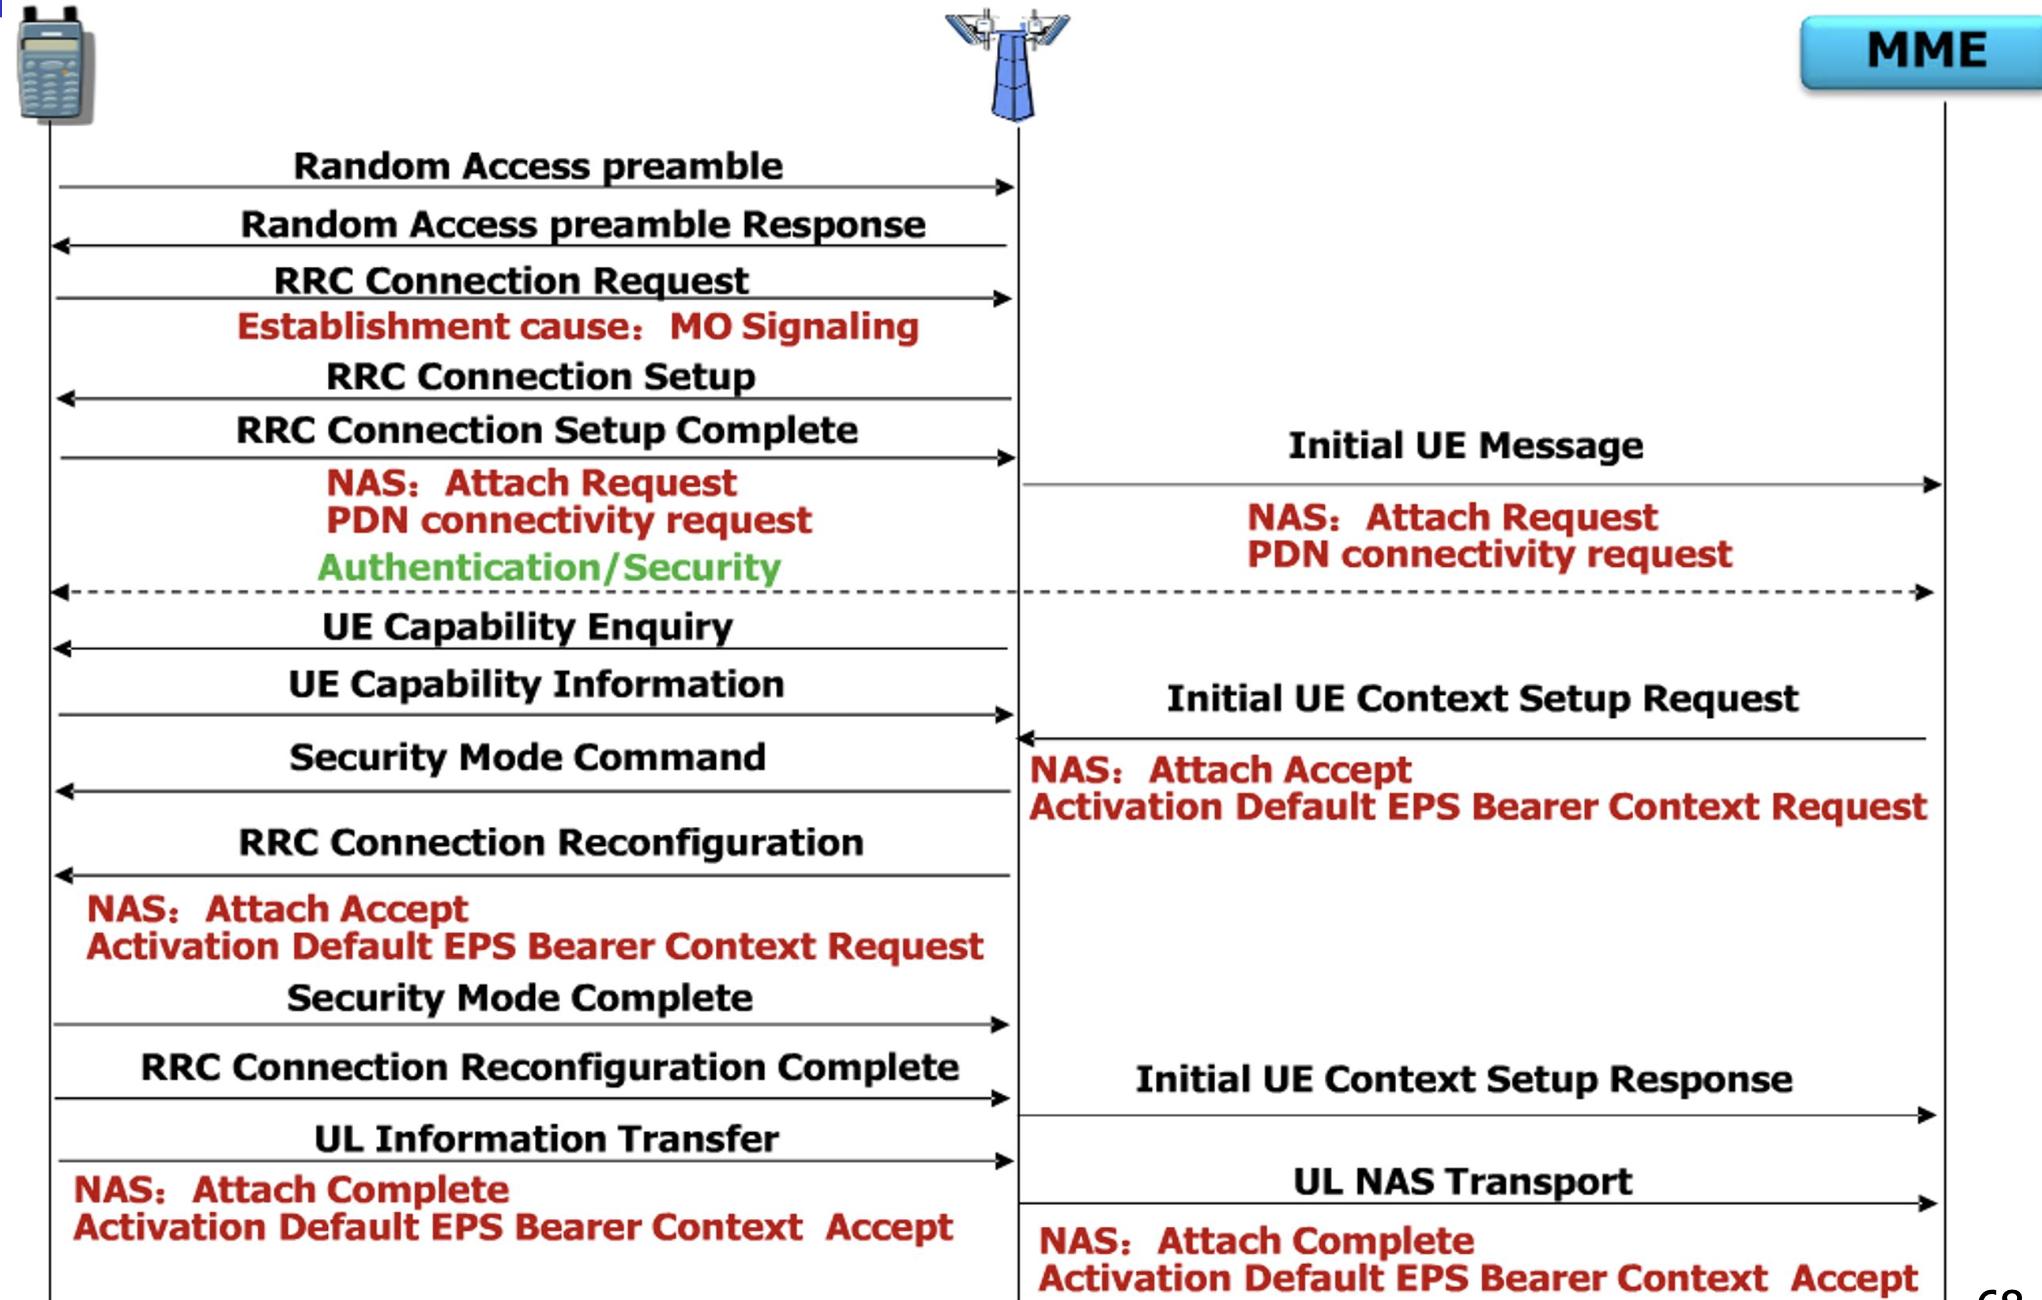 MME
Random Access preamble
Random Access preamble Response
RRC Connection Request
Establishment cause： MO Signaling
RRC Connection Setup
RRC Connection Setup Complete
Initial UE Message
NAS： Attach Request
PDN connectivity request
NAS： Attach Request
PDN connectivity request
Authentication/Security
UE Capability Enquiry
UE Capability Information
Initial UE Context Setup Request
Security Mode Command
NAS： Attach Accept
Activation Default EPS Bearer Context Request
RRC Connection Reconfiguration
NAS： Attach Accept
Activation Default EPS Bearer Context Request
Security Mode Complete
RRC Connection Reconfiguration Complete
Initial UE Context Setup Response
UL Information Transfer
UL NAS Transport
NAS： Attach Complete
Activation Default EPS Bearer Context Accept
NAS： Attach Complete
Activation Default EPS Bearer Context Accept